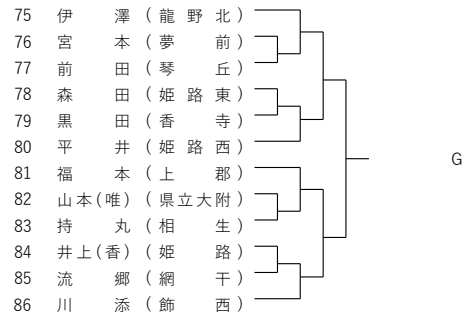 75 伊澤(龍野北)
76 宮本(夢前)
77 前田(琴丘)
78 森田(姫路東)
79 黒田(香寺)
80 平井(姫路西)
G
81 福本(上郡)
82 山本(唯)(県立大附)
83 持丸(相生)
84 井上(香)(姫路)
85 流郷(網干)
86 川添(飾西)